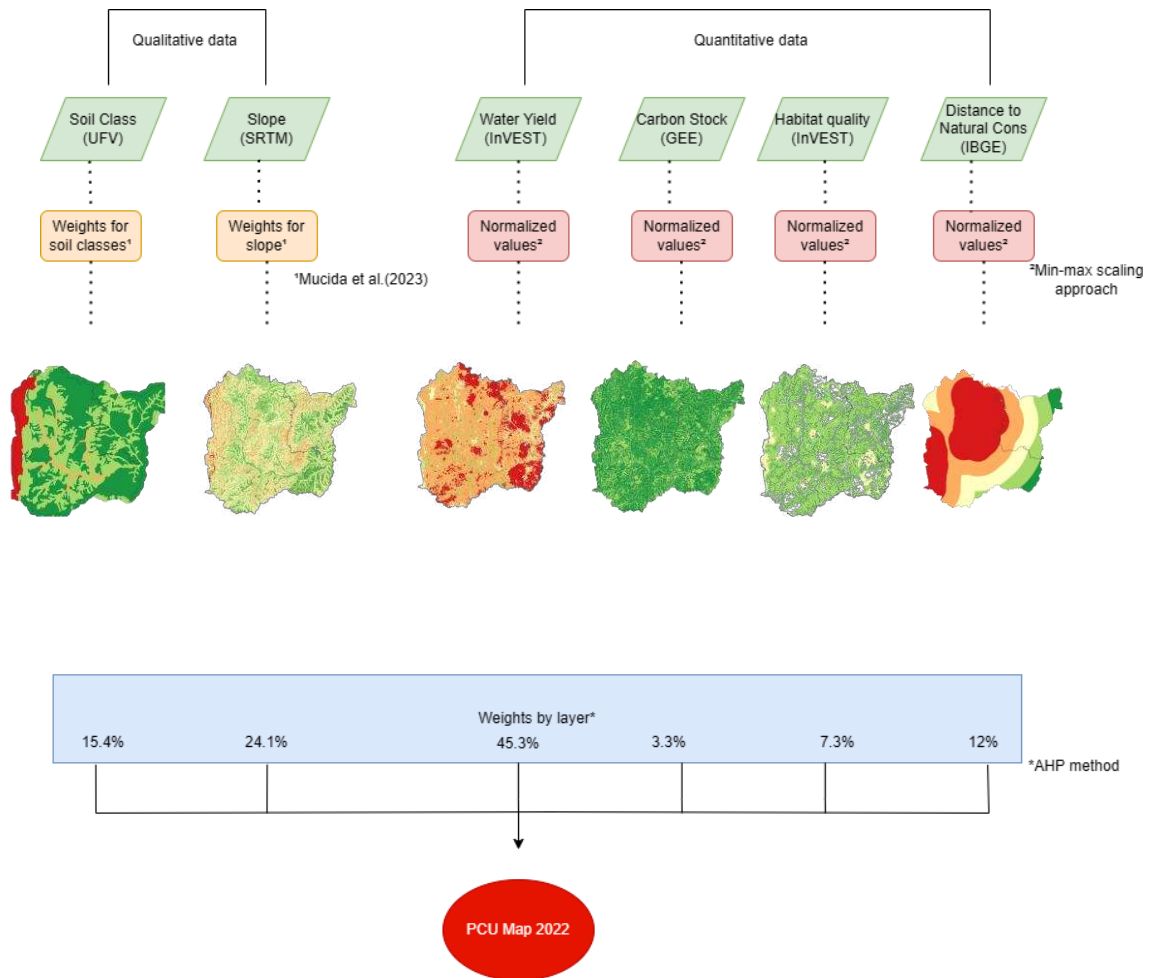 Qualitative data
Quantitative data
Soil Class
(UFV)
Slope
(SRTM)
Water Yield
(InVEST)
Carbon Stock
(GEE)
Habitat quality
(InVEST)
Distance to
Natural Cons
(IBGE)
Weights for
soil classes¹
Weights for
slope¹
Normalized
values²
Normalized
values²
Normalized
values²
Normalized
values²
¹Mucida et al.(2023)
²Min-max scaling
approach
Weights by layer*
15.4%
24.1%
45.3%
3.3%
7.3%
12%
*AHP method
PCU Map 2022